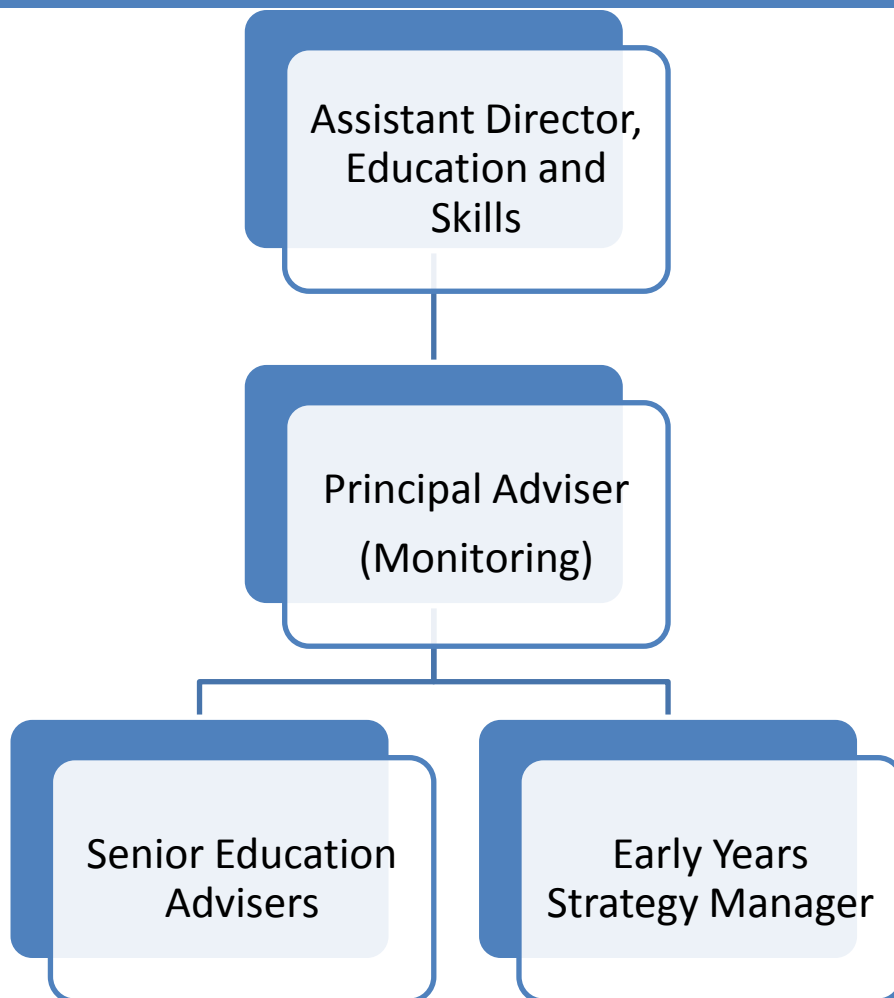 Assistant Director,
Education and
Skills
Principal Adviser
(Monitoring)
Senior Education
Advisers
Early Years
Strategy Manager